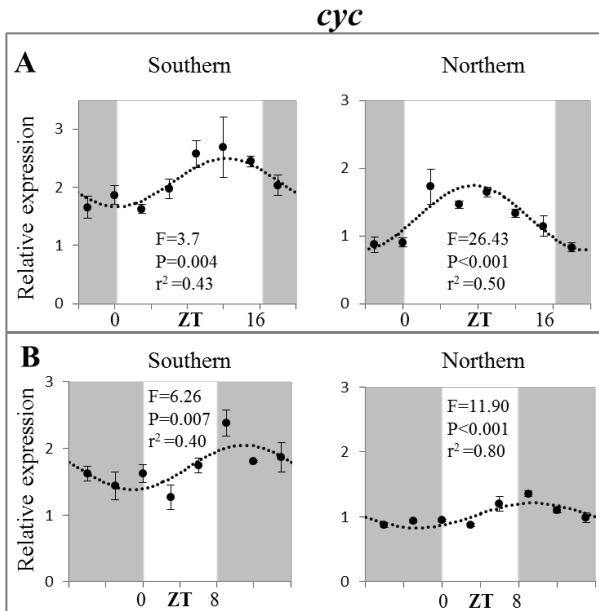 cyc
A
Southern
Northern
Relative expression
3
2
1
0
F=3.7
P=0.004
r² =0.43
0 ZT 16
3
2
1
0
F=26.43
P<0.001
r² =0.50
0 ZT 16
B
Southern
Northern
Relative expression
3
2
1
0
F=6.26
P=0.007
r² =0.40
0 ZT 8
3
2
1
0
F=11.90
P<0.001
r² =0.80
0 ZT 8